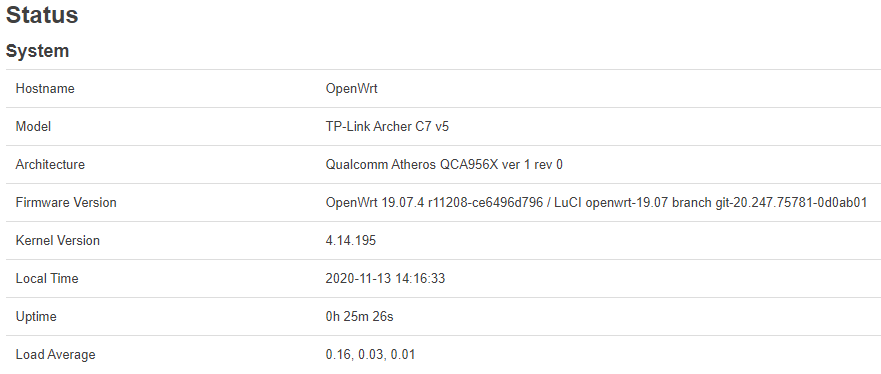 Status
System
Hostname OpenWrt
Model TP-Link Archer C7 v5
Architecture Qualcomm Atheros QCA956X ver 1 rev 0
Firmware Version OpenWrt 19.07.4 r11208-ce6496d796 / LuCI openwrt-19.07 branch git-20.247.75781-0d0ab01
Kernel Version 4.14.195
Local Time 2020-11-13 14:16:33
Uptime 0h 25m 26s
Load Average 0.16, 0.03, 0.01